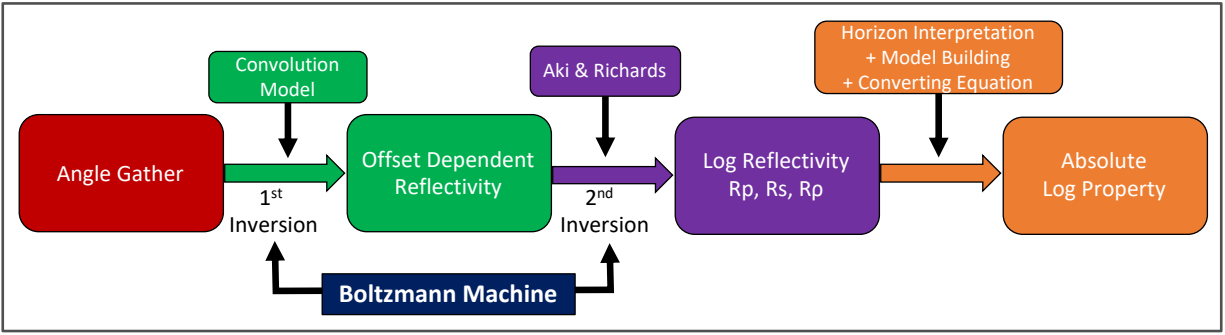 Convolution
Model
Aki & Richards
Horizon Interpretation
+ Model Building
+ Converting Equation
Angle Gather
1st
Inversion
Offset Dependent
Reflectivity
2nd
Inversion
Log Reflectivity
Rp, Rs, Rρ
Absolute
Log Property
Boltzmann Machine